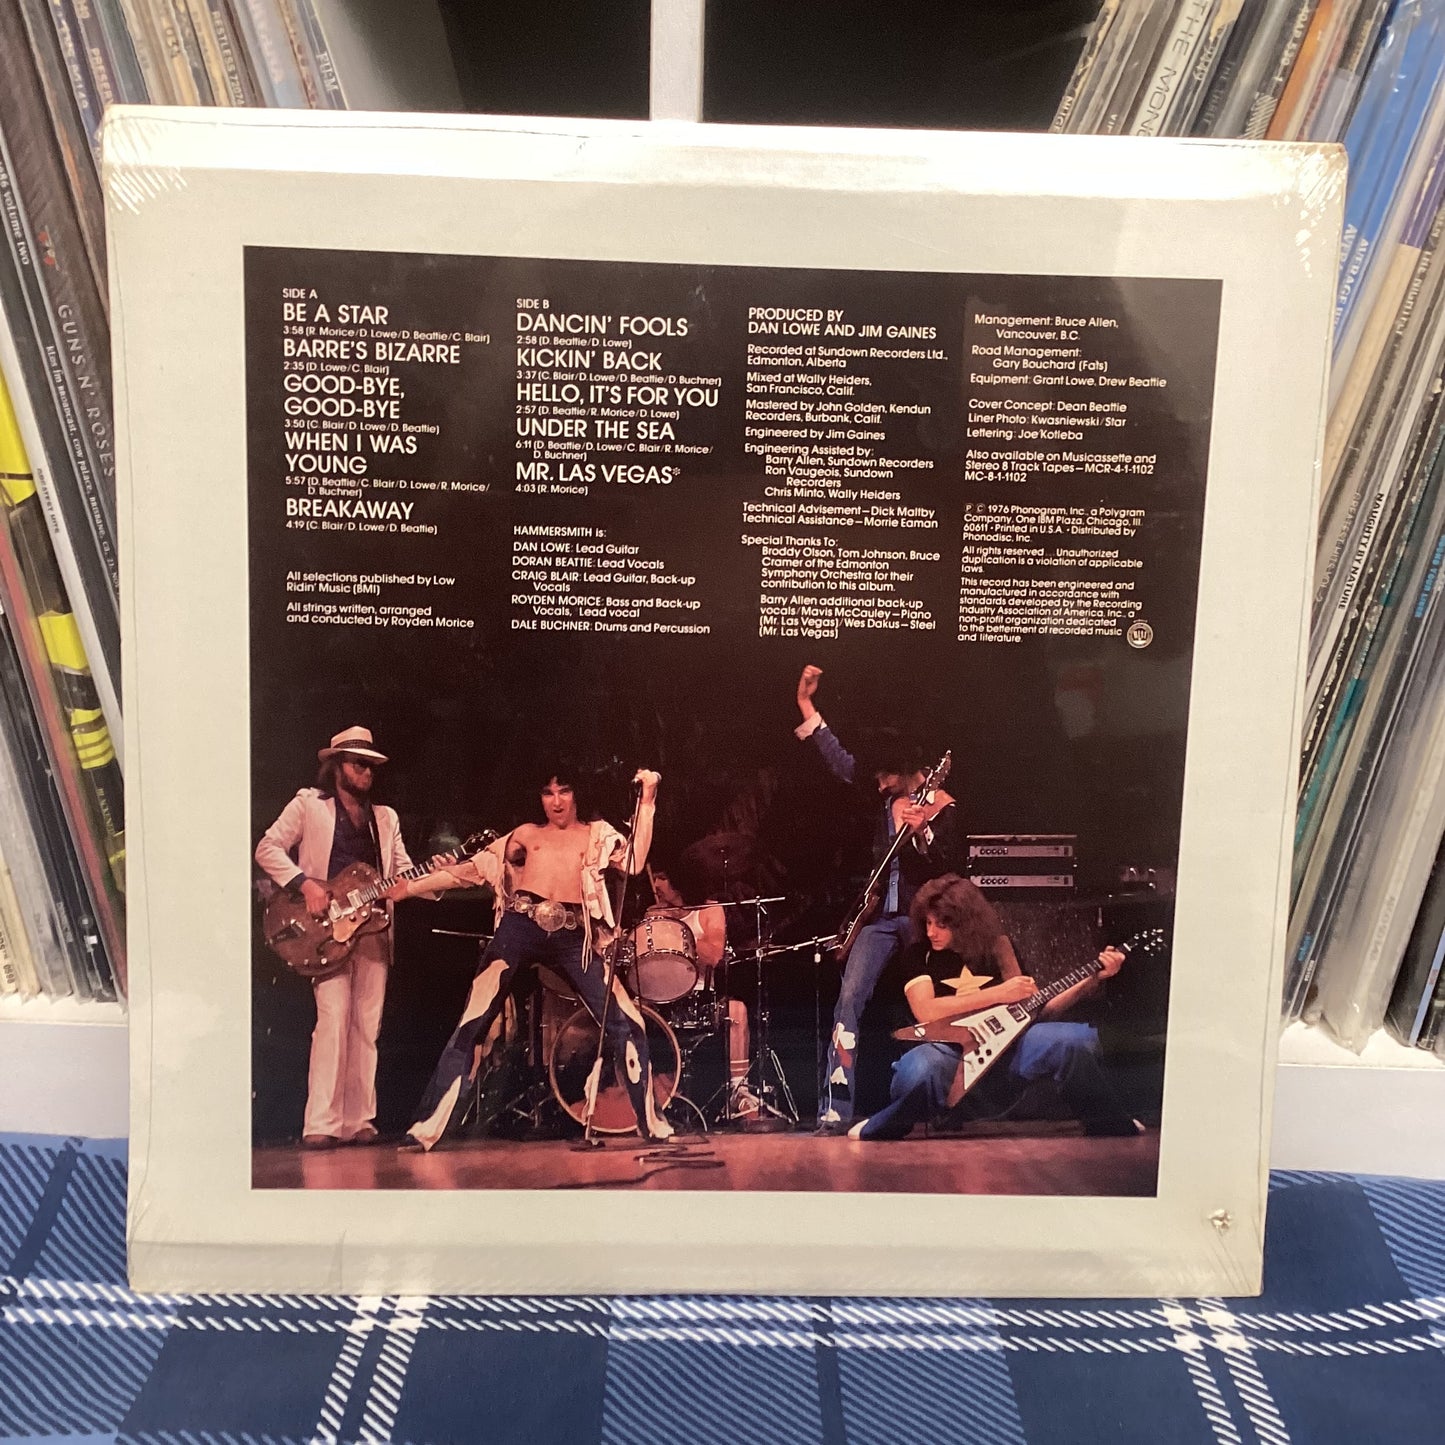 SIDE A
BE A STAR
3:58 (R. Morice/D. Lowe/D. Beattie/C. Blair)
BARRE'S BIZARRE
2:35 (D. Lowe/C. Blair)
GOOD-BYE,
GOOD-BYE
3:50 (C. Blair/D. Lowe/D. Beattie)
WHEN I WAS
YOUNG
5:57 (D. Beattie/C. Blair/D. Lowe/R. Morice/
D. Buchner)
BREAKAWAY
4:19 (C. Blair/D. Lowe/D. Beattie)
All selections published by Low
Ridin' Music (BMI)
All strings written, arranged
and conducted by Royden Morice
SIDE B
DANCIN' FOOLS
2:58 (D. Beattie/D. Lowe)
KICKIN' BACK
3:37 (C. Blair/D. Lowe/D. Beattie/D. Buchner)
HELLO, IT'S FOR YOU
2:57 (D. Beattie/R. Morice/D. Lowe)
UNDER THE SEA
6:11 (D. Beattie/D. Lowe/C. Blair/R. Morice/
D. Buchner)
MR. LAS VEGAS*
4:03 (R. Morice)
HAMMERSMITH is:
DAN LOWE: Lead Guitar
DORAN BEATTIE: Lead Vocals
CRAIG BLAIR: Lead Guitar, Back-up
Vocals
ROYDEN MORICE: Bass and Back-up
Vocals, *Lead vocal
DALE BUCHNER: Drums and Percussion
PRODUCED BY
DAN LOWE AND JIM GAINES
Recorded at Sundown Recorders Ltd.,
Edmonton, Alberta
Mixed at Wally Heiders,
San Francisco, Calif.
Mastered by John Golden, Kendun
Recorders, Burbank, Calif.
Engineered by Jim Gaines
Engineering Assisted by:
Barry Allen, Sundown Recorders
Ron Vaugeois, Sundown
Recorders
Chris Minto, Wally Heiders
Technical Advisement—Dick Maltby
Technical Assistance—Morrie Eaman
Special Thanks To:
Broddy Olson, Tom Johnson, Bruce
Cramer of the Edmonton
Symphony Orchestra for their
contribution to this album.
Barry Allen additional back-up
vocals/Mavis McCauley—Piano
(Mr. Las Vegas)/Wes Dakus—Steel
(Mr. Las Vegas)
Management: Bruce Allen,
Vancouver, B.C.
Road Management:
Gary Bouchard (Fats)
Equipment: Grant Lowe, Drew Beattie
Cover Concept: Dean Beattie
Liner Photo: Kwasniewski/Star
Lettering: Joe Kotleba
Also available on Musicassette and
Stereo 8 Track Tapes—MCR-4-1-1102
MC-8-1-1102
℗ © 1976 Phonogram, Inc., a Polygram
Company, One IBM Plaza, Chicago, Ill.
60611 • Printed in U.S.A. • Distributed by
Phonodisc, Inc.
All rights reserved... Unauthorized
duplication is a violation of applicable
laws.
This record has been engineered and
manufactured in accordance with
standards developed by the Recording
Industry Association of America, Inc., a
non-profit organization dedicated
to the betterment of recorded music
and literature.
GUNS N' ROSES
RESTLESS
THE MONK
NAUGHTY BY NATURE
GREATEST HITS